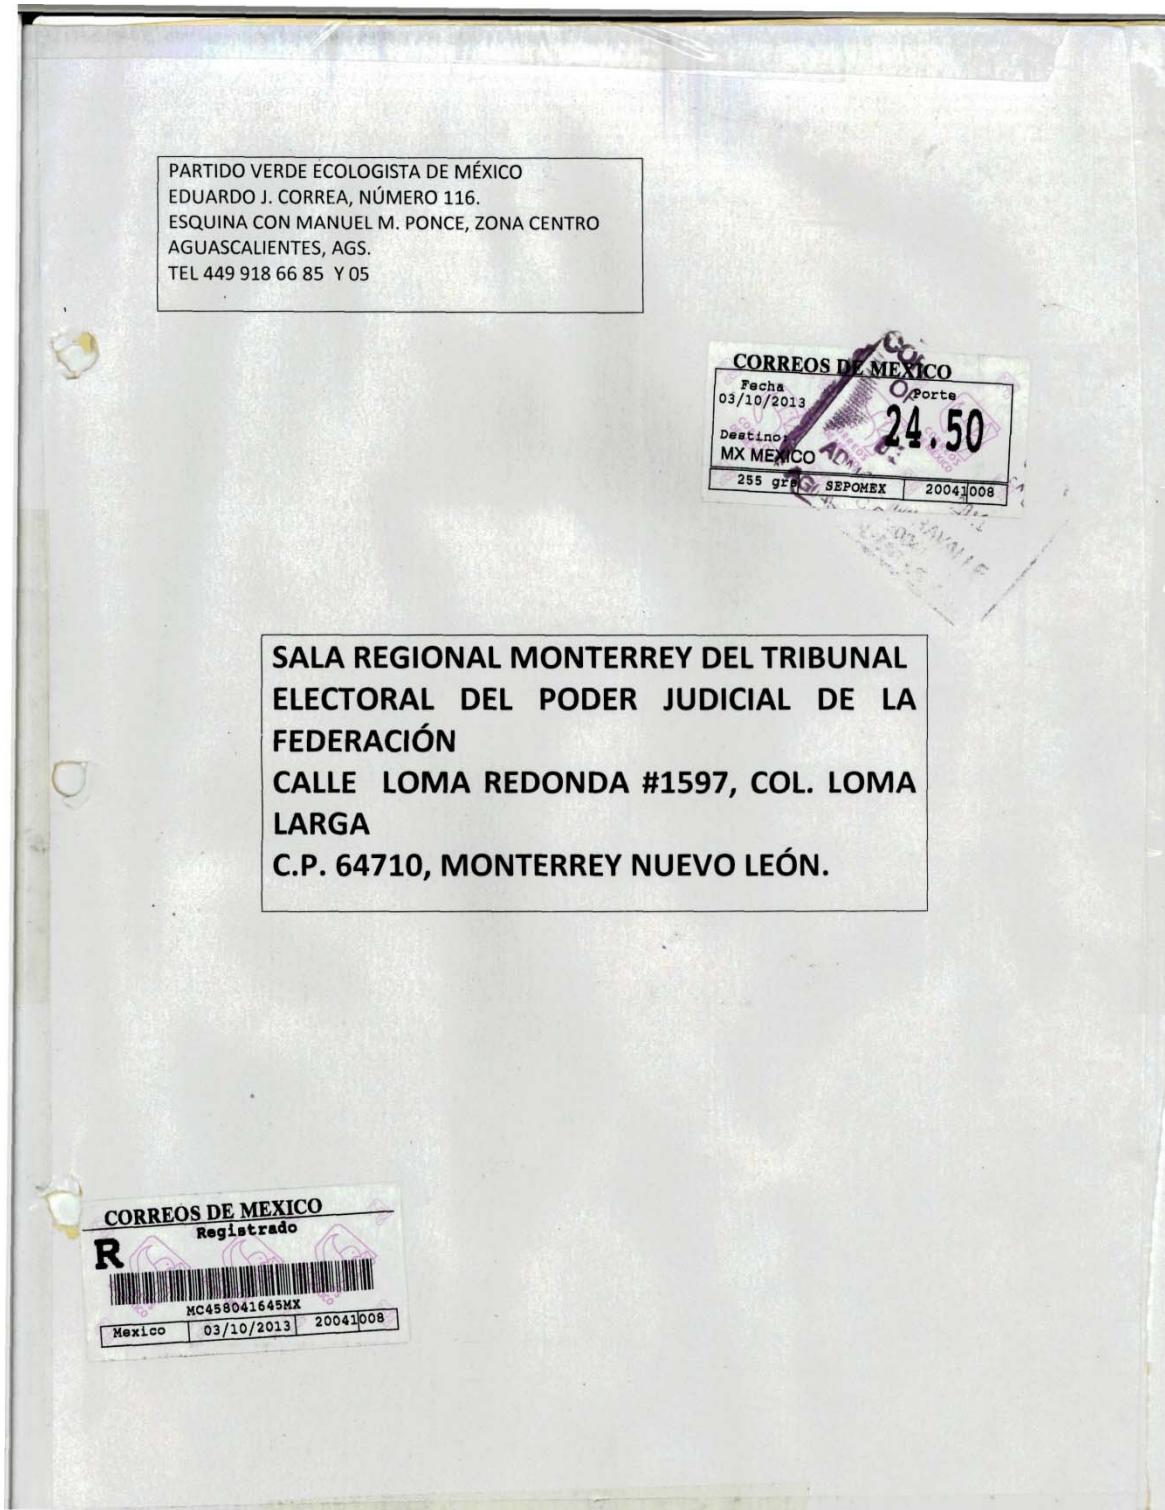 PARTIDO VERDE ECOLOGISTA DE MÉXICO
EDUARDO J. CORREA, NÚMERO 116.
ESQUINA CON MANUEL M. PONCE, ZONA CENTRO
AGUASCALIENTES, AGS.
TEL 449 918 66 85 Y 05
CORREOS DE MEXICO
Fecha Porte
03/10/2013 24.50
Destino:
MX MEXICO
255 grs SEPOMEX 20041008
SALA REGIONAL MONTERREY DEL TRIBUNAL
ELECTORAL DEL PODER JUDICIAL DE LA
FEDERACIÓN
CALLE LOMA REDONDA #1597, COL. LOMA
LARGA
C.P. 64710, MONTERREY NUEVO LEÓN.
CORREOS DE MEXICO
Registrado
R
MC458041645MX
Mexico 03/10/2013 20041008